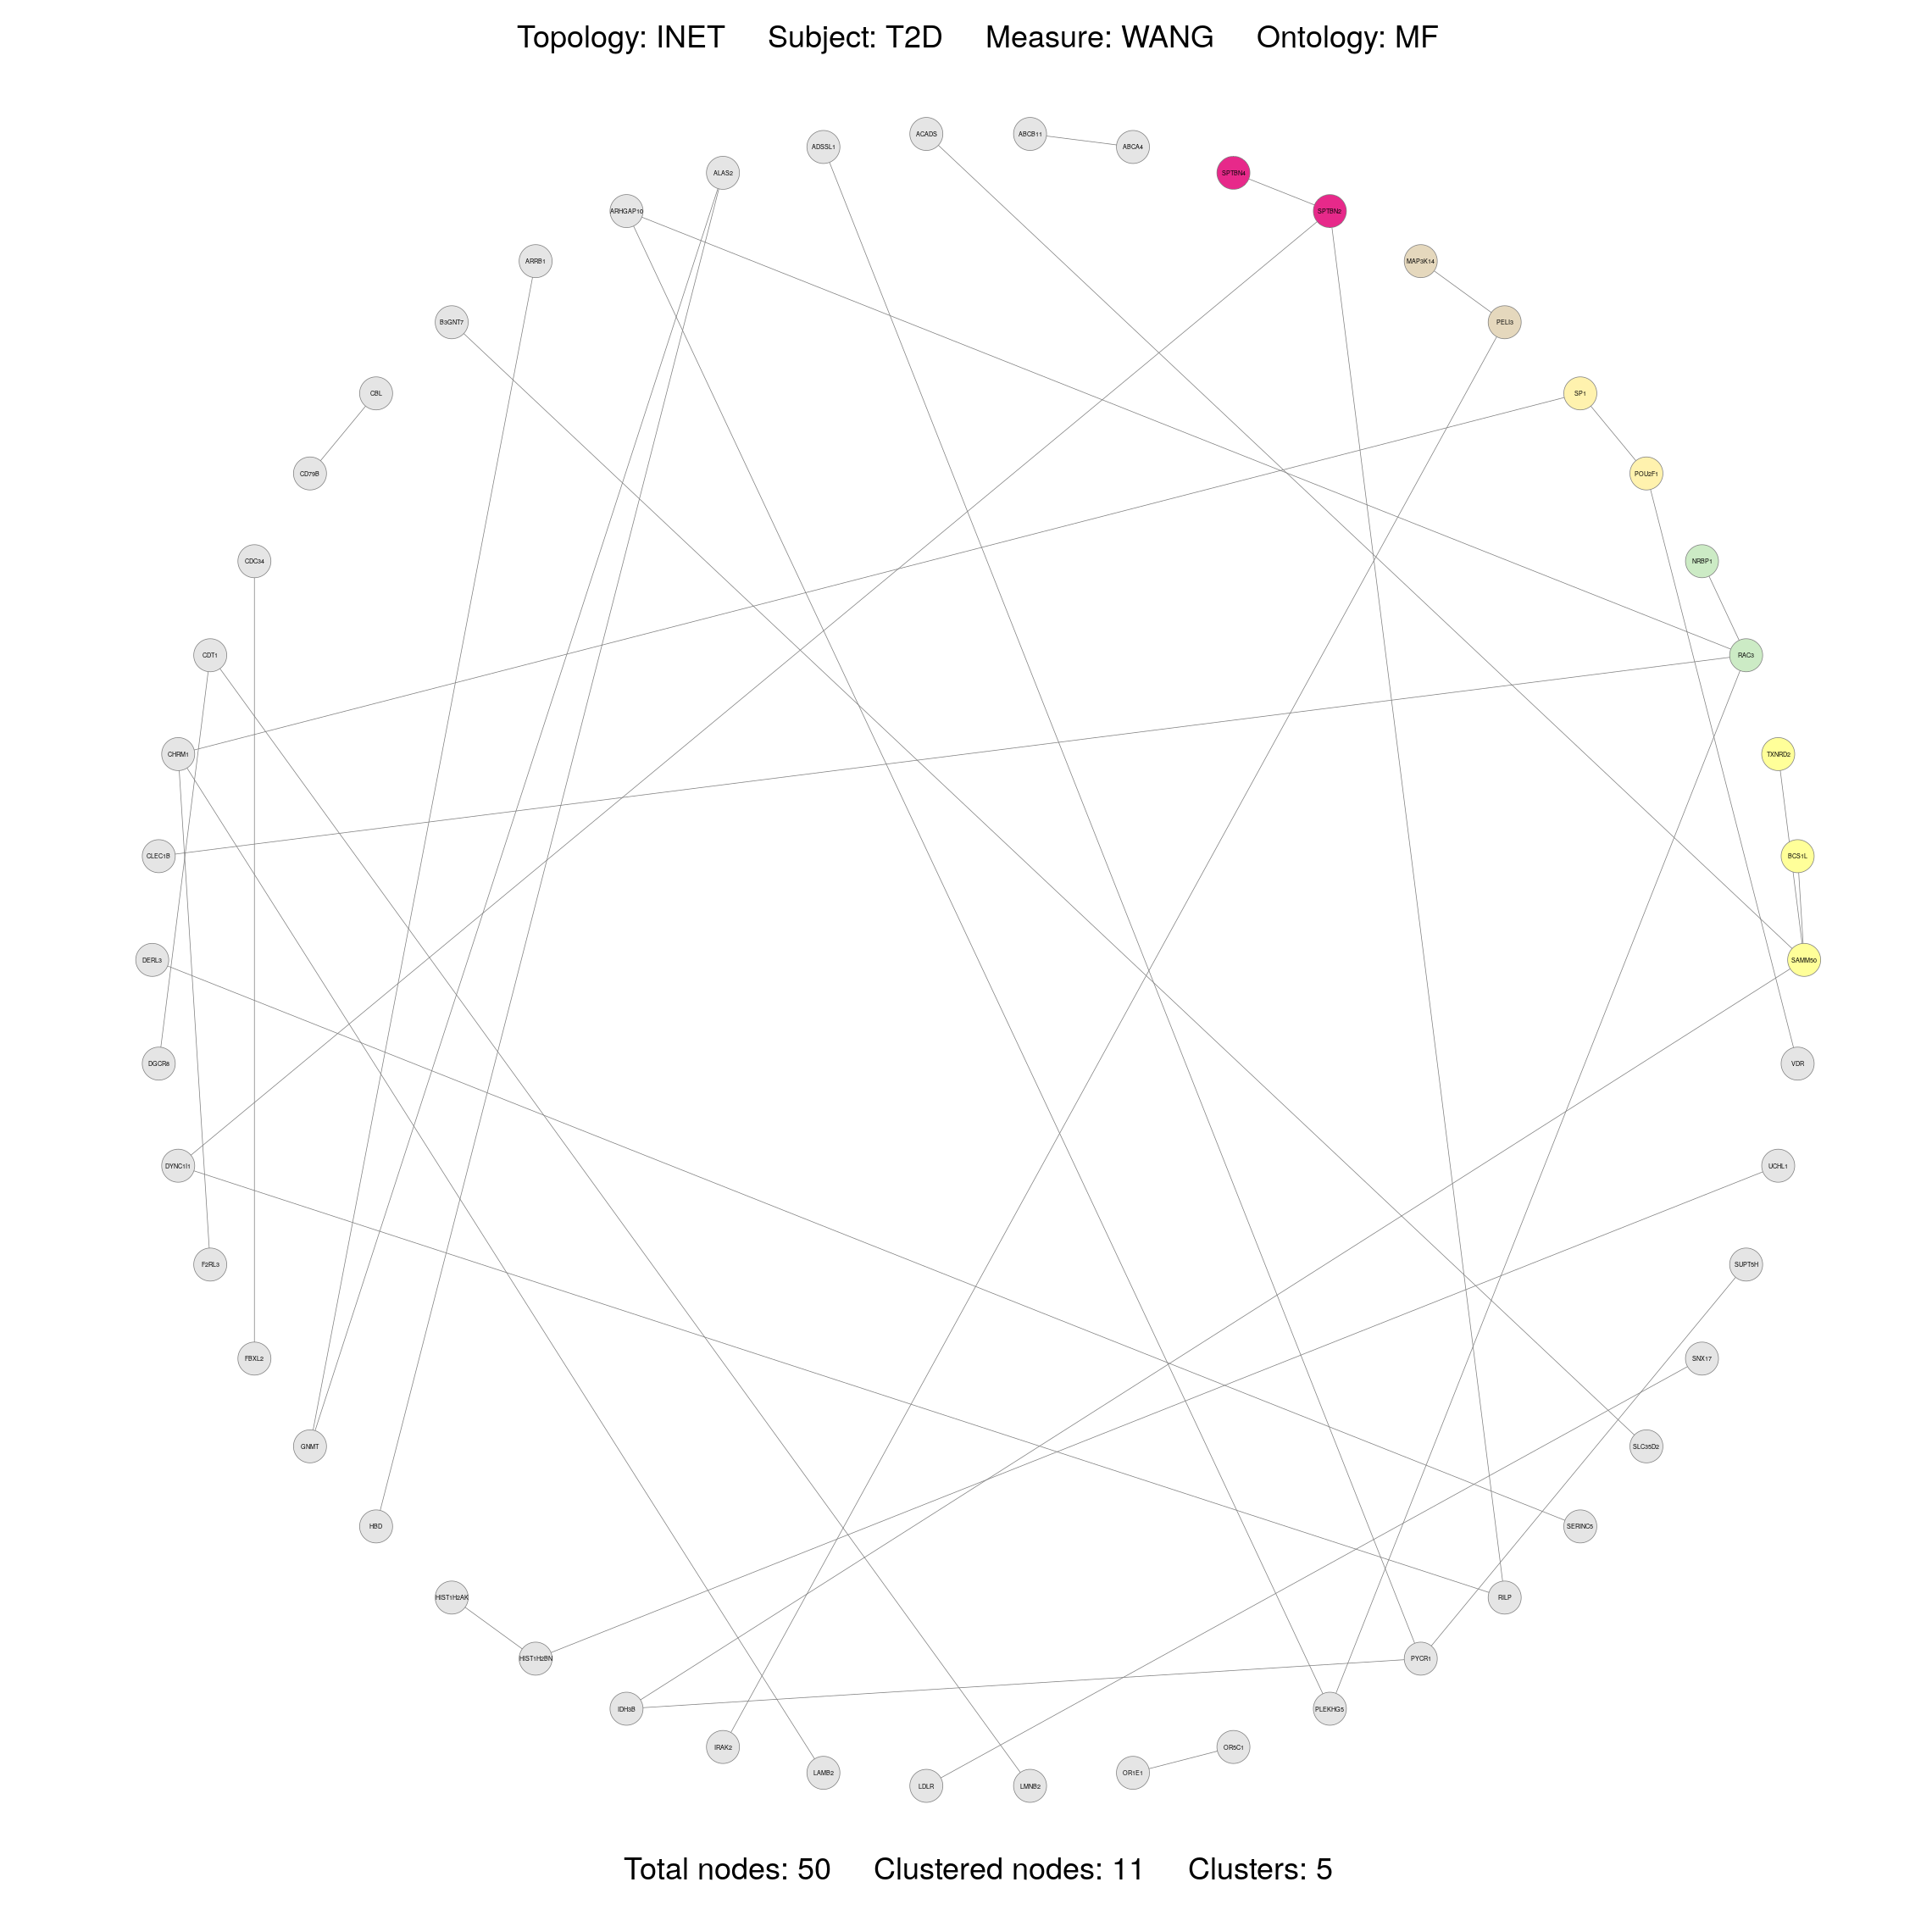 Topology: INET Subject: T2D Measure: WANG Ontology: MF
ACADS
ABCB11
ADSSL1
ABCA4
ALAS2
SPTBN4
ARHGAP10
SPTBN2
ARRB1
MAP3K14
B3GNT7
PELI3
CBL
SP1
CD79B
POU2F1
CDC34
NRBP1
CDT1
RAC3
CHRM1
TXNRD2
CLEC1B
BCS1L
DERL3
SAMM50
DGCR8
VDR
DYNC1I1
UCHL1
F2RL3
SUPT5H
FBXL2
SNX17
GNMT
SLC35D2
HBD
SERINC5
HIST1H2AK
RILP
HIST1H2BN
PYCR1
IDH3B
PLEKHG5
IRAK2
OR5C1
LAMB2
OR1E1
LDLR
LMNB2
Total nodes: 50 Clustered nodes: 11 Clusters: 5